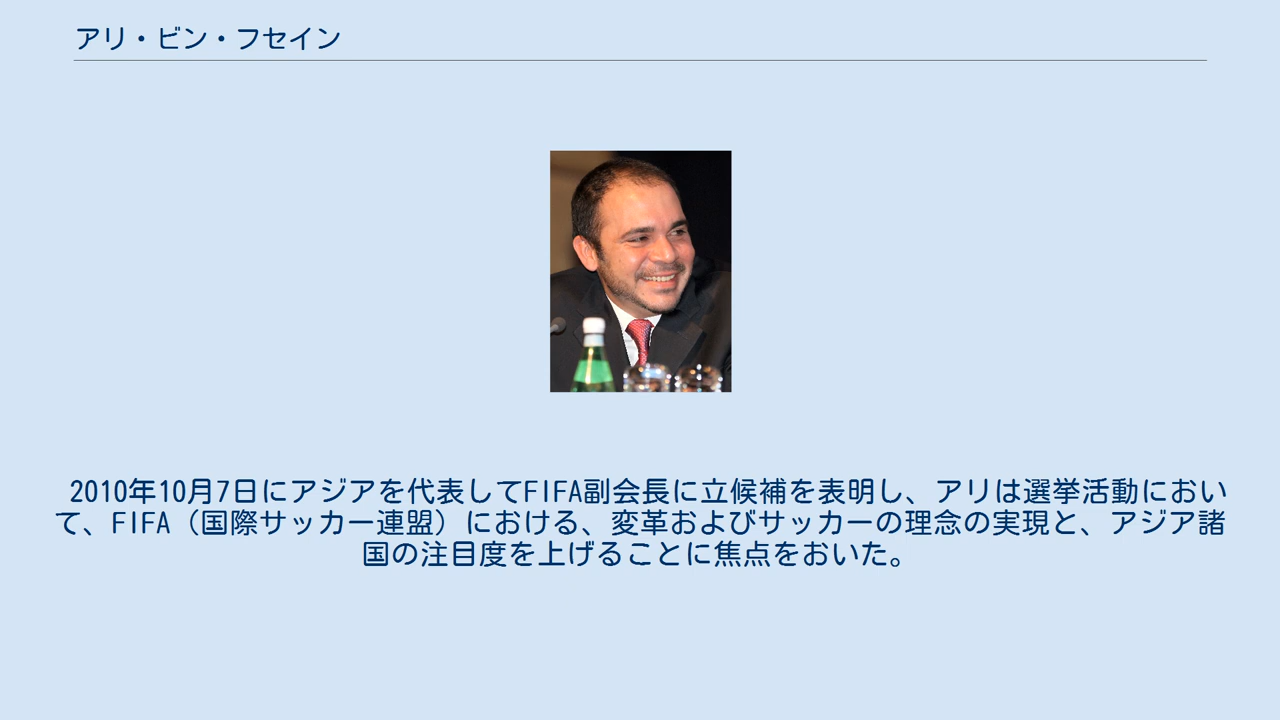 アリ・ビン・フセイン
2010年10月7日にアジアを代表してFIFA副会長に立候補を表明し、アリは選挙活動におい
て、FIFA（国際サッカー連盟）における、変革およびサッカーの理念の実現と、アジア諸
国の注目度を上げることに焦点をおいた。